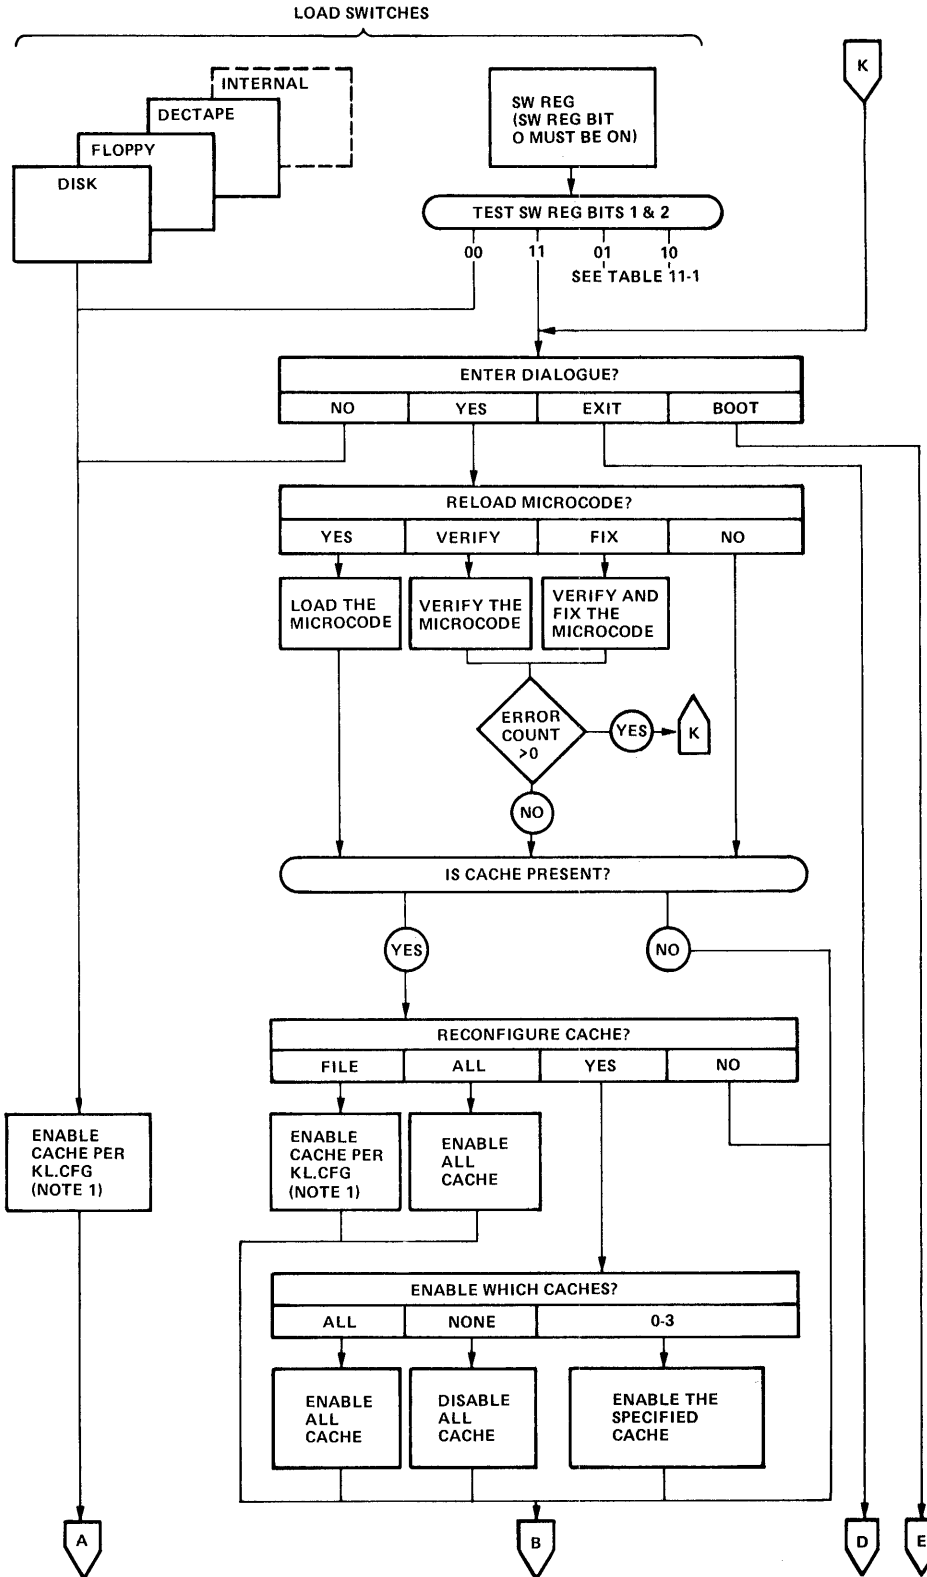 LOAD SWITCHES
INTERNAL
DECTAPE
FLOPPY
DISK
SW REG
(SW REG BIT
O MUST BE ON)
K
TEST SW REG BITS 1 & 2
00
11
01
10
SEE TABLE 11-1
ENTER DIALOGUE?
NO
YES
EXIT
BOOT
RELOAD MICROCODE?
YES
VERIFY
FIX
NO
LOAD THE
MICROCODE
VERIFY THE
MICROCODE
VERIFY AND
FIX THE
MICROCODE
ERROR
COUNT
>0
YES
K
NO
IS CACHE PRESENT?
YES
NO
RECONFIGURE CACHE?
FILE
ALL
YES
NO
ENABLE
CACHE PER
KL.CFG
(NOTE 1)
ENABLE
CACHE PER
KL.CFG
(NOTE 1)
ENABLE
ALL
CACHE
ENABLE WHICH CACHES?
ALL
NONE
0-3
ENABLE
ALL
CACHE
DISABLE
ALL
CACHE
ENABLE THE
SPECIFIED
CACHE
A
B
D
E